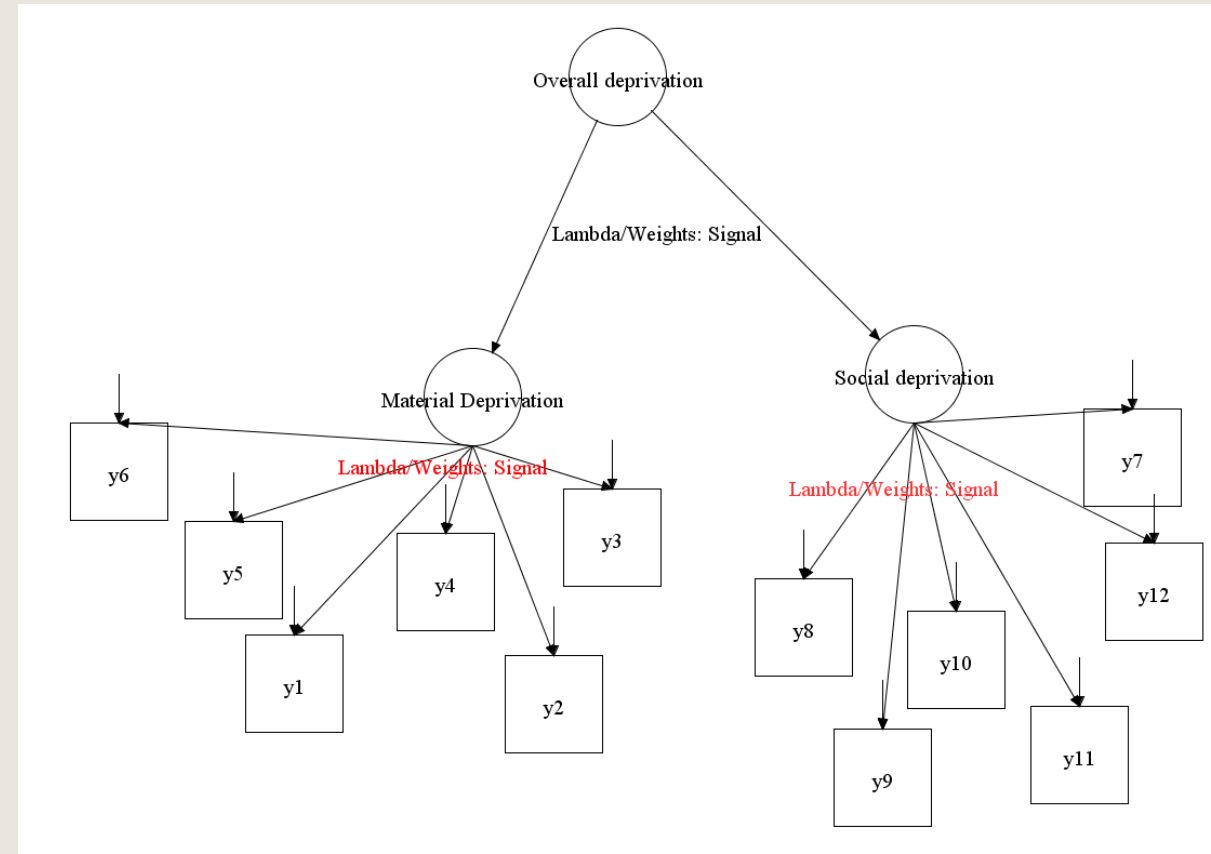 Overall deprivation
Lambda/Weights: Signal
Social deprivation
Material Deprivation
Lambda/Weights: Signal
Lambda/Weights: Signal
y6
y7
y3
y5
y4
y12
y8
y10
y1
y2
y11
y9